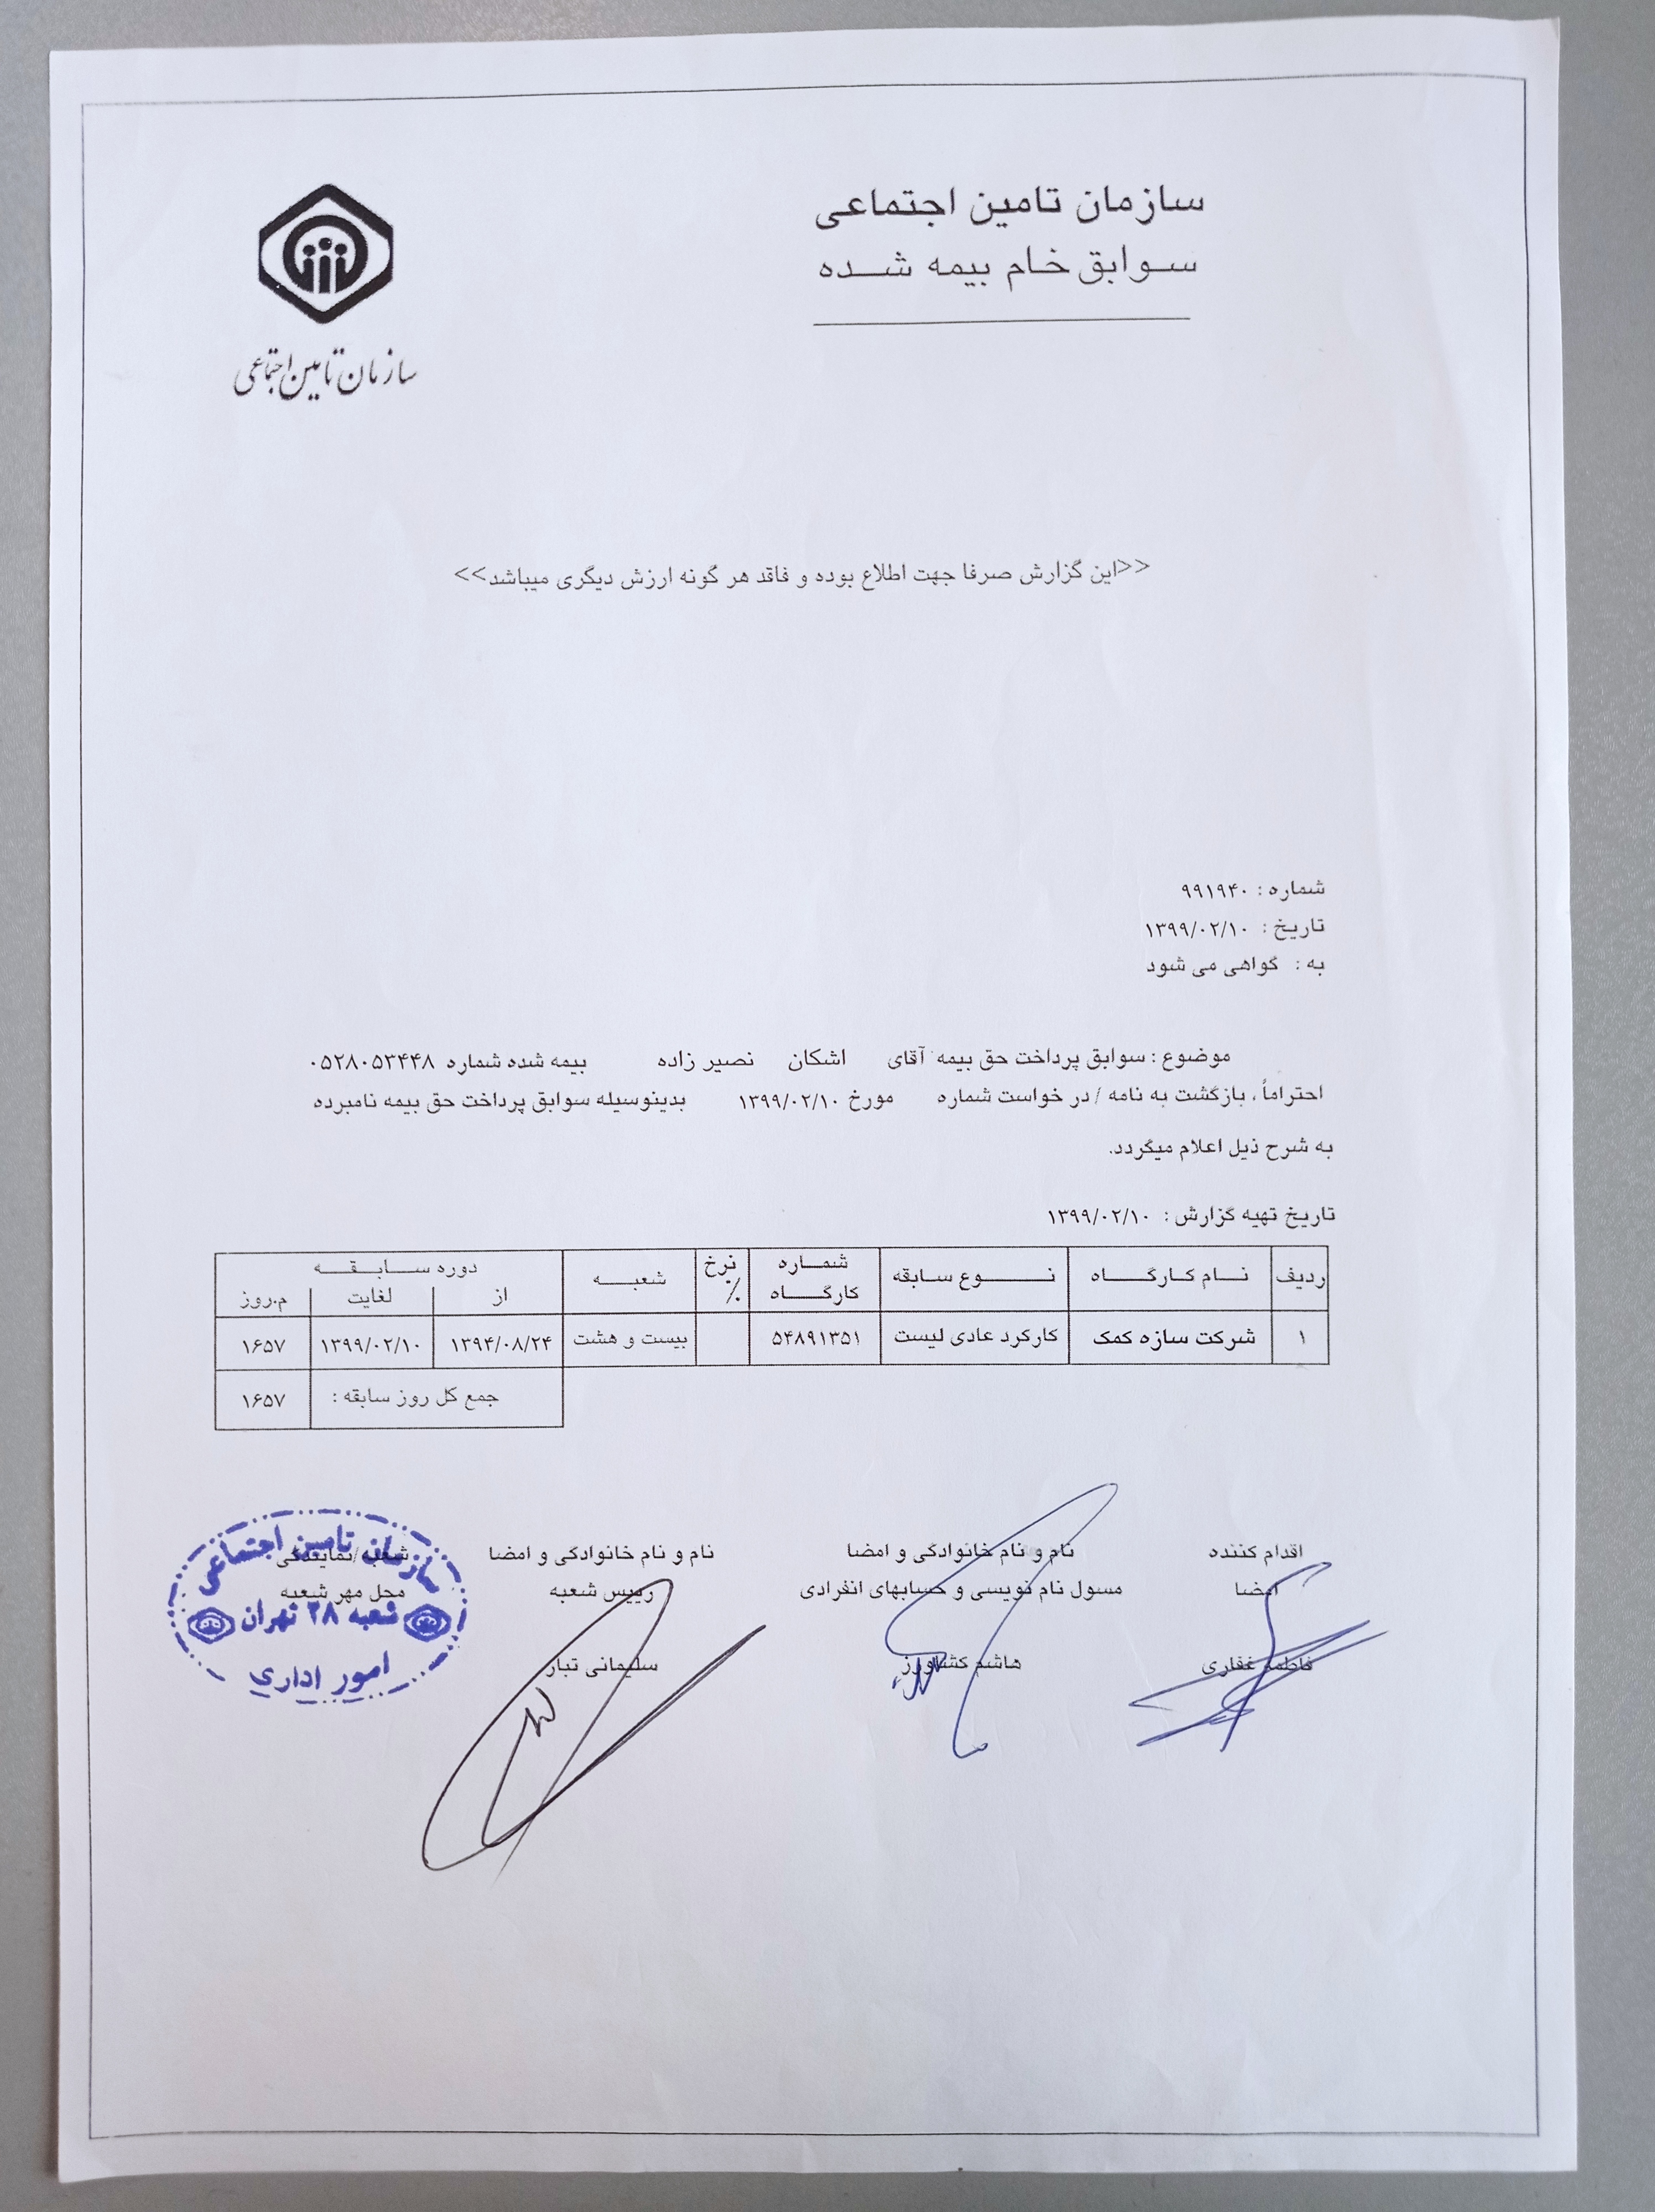 سازمان تامین اجتماعی
سوابق خام بیمه شده
سازمان تامین اجتماعی
<<این گزارش صرفا جهت اطلاع بوده و فاقد هر گونه ارزش دیگری میباشد>>
شماره : ۹۹۱۹۴۰
تاریخ : ۱۳۹۹/۰۲/۱۰
به : گواهی می شود
موضوع : سوابق پرداخت حق بیمه آقای اشکان نصیر زاده بیمه شده شماره ۰۵۲۸۰۵۳۴۴۸
احتراماً ، بازگشت به نامه / در خواست شماره مورخ ۱۳۹۹/۰۲/۱۰ بدینوسیله سوابق پرداخت حق بیمه نامبرده
به شرح ذیل اعلام میگردد.
تاریخ تهیه گزارش : ۱۳۹۹/۰۲/۱۰
ردیف نام کارگاه نوع سابقه شماره کارگاه نرخ ٪ شعبه دوره سابقه
از لغایت م.روز
۱ شرکت سازه کمک کارکرد عادی لیست ۵۴۸۹۱۳۵۱ بیست و هشت ۱۳۹۴/۰۸/۲۴ ۱۳۹۹/۰۲/۱۰ ۱۶۵۷
جمع کل روز سابقه : ۱۶۵۷
اقدام کننده نام و نام خانوادگی و امضا نام و نام خانوادگی و امضا شعبه /نمایندگی
امضا مسول نام نویسی و حسابهای انفرادی رییس شعبه محل مهر شعبه
فاطمه غفاری هاشم کشاورز سلیمانی تبار
سازمان تامین اجتماعی
شعبه ۲۸ تهران
امور اداری